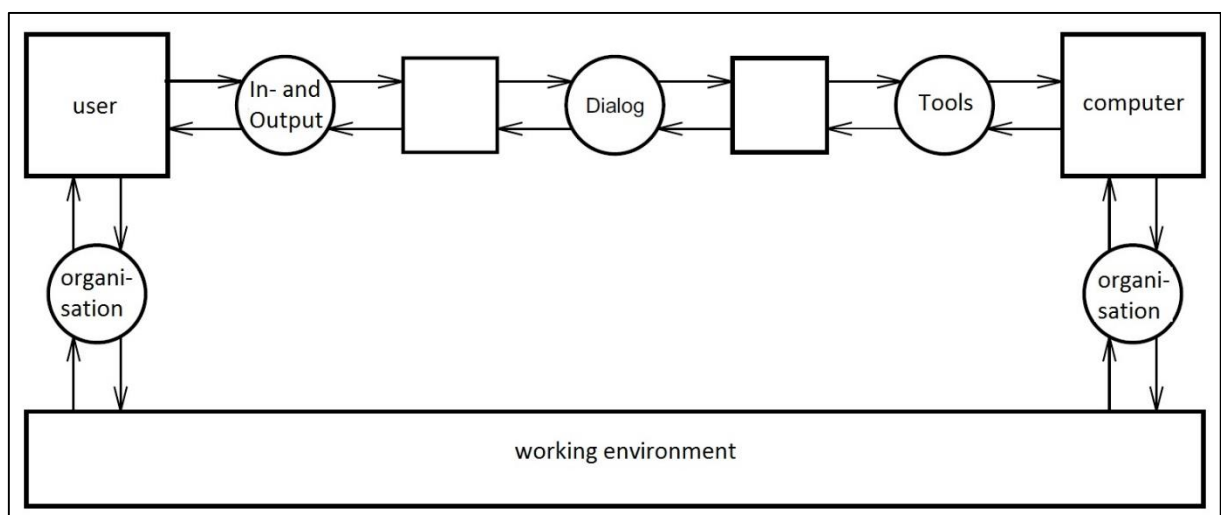 user
In- and
Output
Dialog
Tools
computer
organi-
sation
organi-
sation
working environment